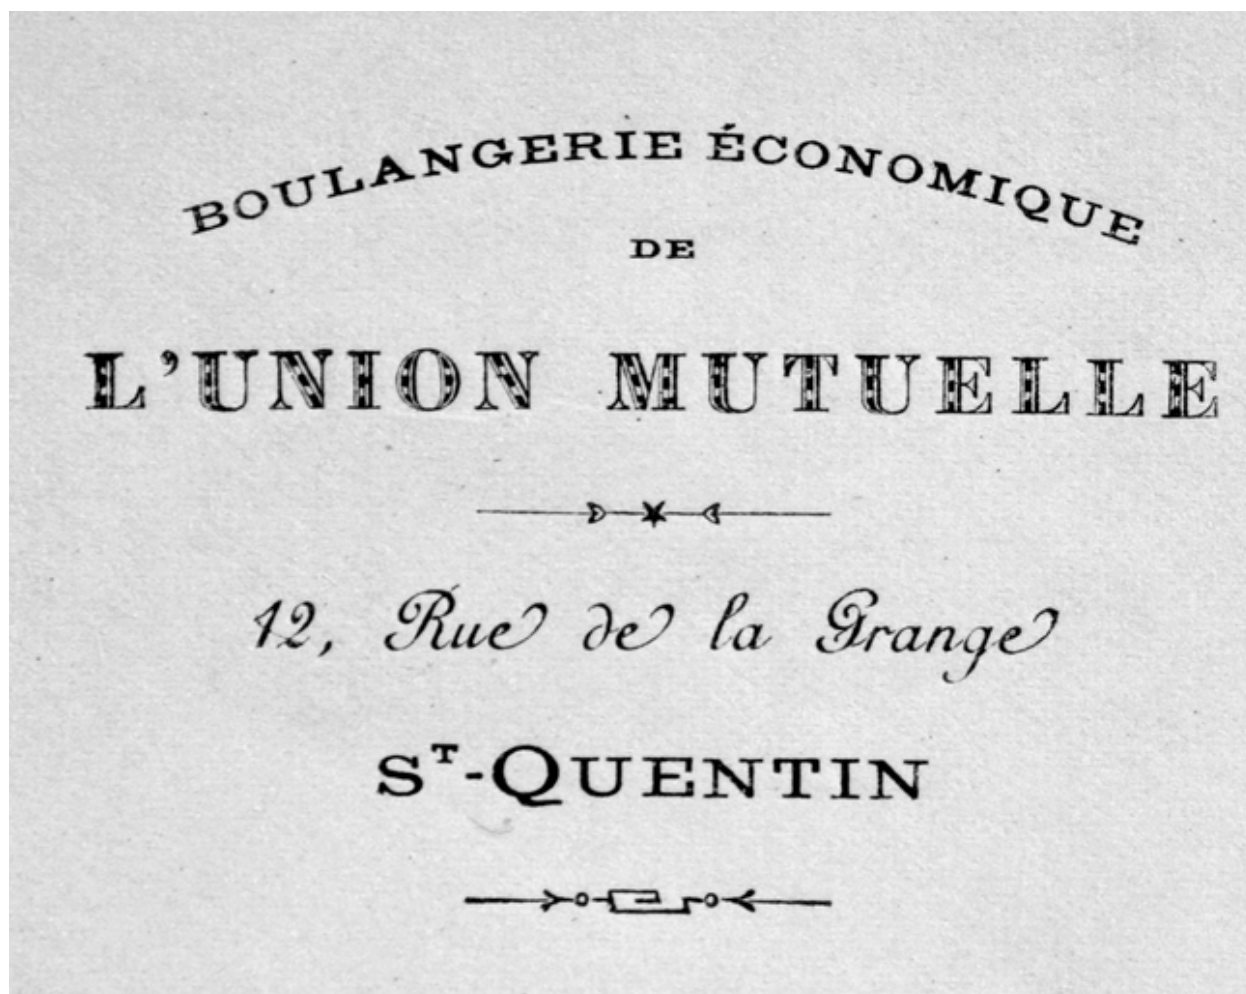 BOULANGERIE ÉCONOMIQUE
DE
L'UNION MUTUELLE
12, Rue de la Grange
ST-QUENTIN